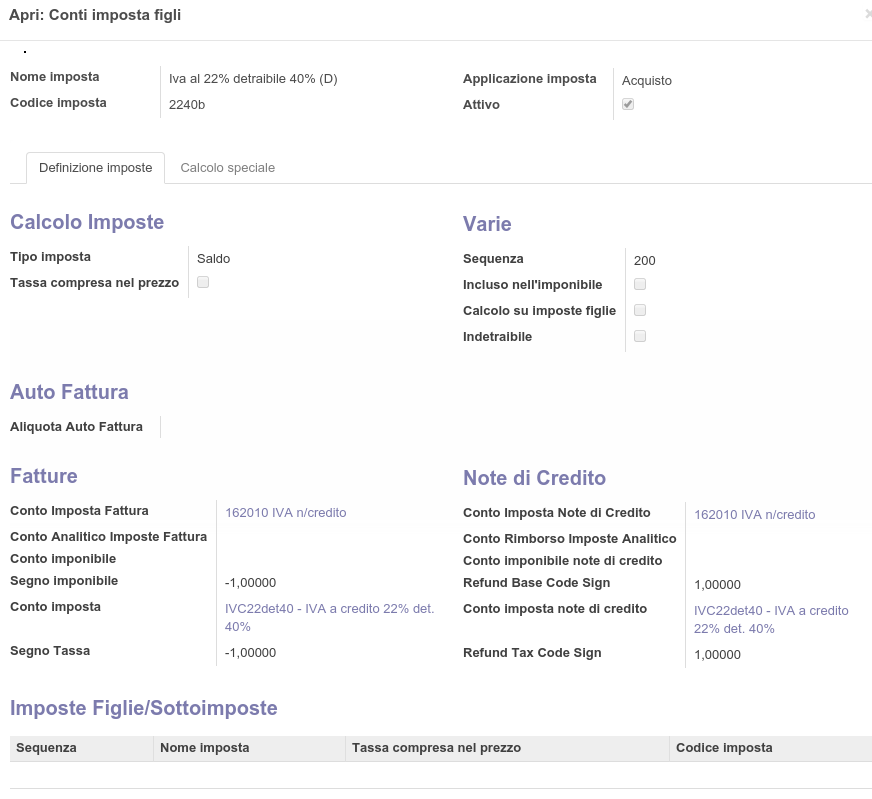 Apri: Conti imposta figli
×
.
Nome imposta Iva al 22% detraibile 40% (D)
Codice imposta 2240b
Applicazione imposta Acquisto
Attivo
Definizione imposte Calcolo speciale
Calcolo Imposte
Tipo imposta Saldo
Tassa compresa nel prezzo
Varie
Sequenza 200
Incluso nell'imponibile
Calcolo su imposte figlie
Indetraibile
Auto Fattura
Aliquota Auto Fattura
Fatture
Conto Imposta Fattura 162010 IVA n/credito
Conto Analitico Imposte Fattura
Conto imponibile
Segno imponibile -1,00000
Conto imposta IVC22det40 - IVA a credito 22% det.
40%
Segno Tassa -1,00000
Note di Credito
Conto Imposta Note di Credito 162010 IVA n/credito
Conto Rimborso Imposte Analitico
Conto imponibile note di credito
Refund Base Code Sign 1,00000
Conto imposta note di credito IVC22det40 - IVA a credito
22% det. 40%
Refund Tax Code Sign 1,00000
Imposte Figlie/Sottoimposte
Sequenza Nome imposta Tassa compresa nel prezzo Codice imposta